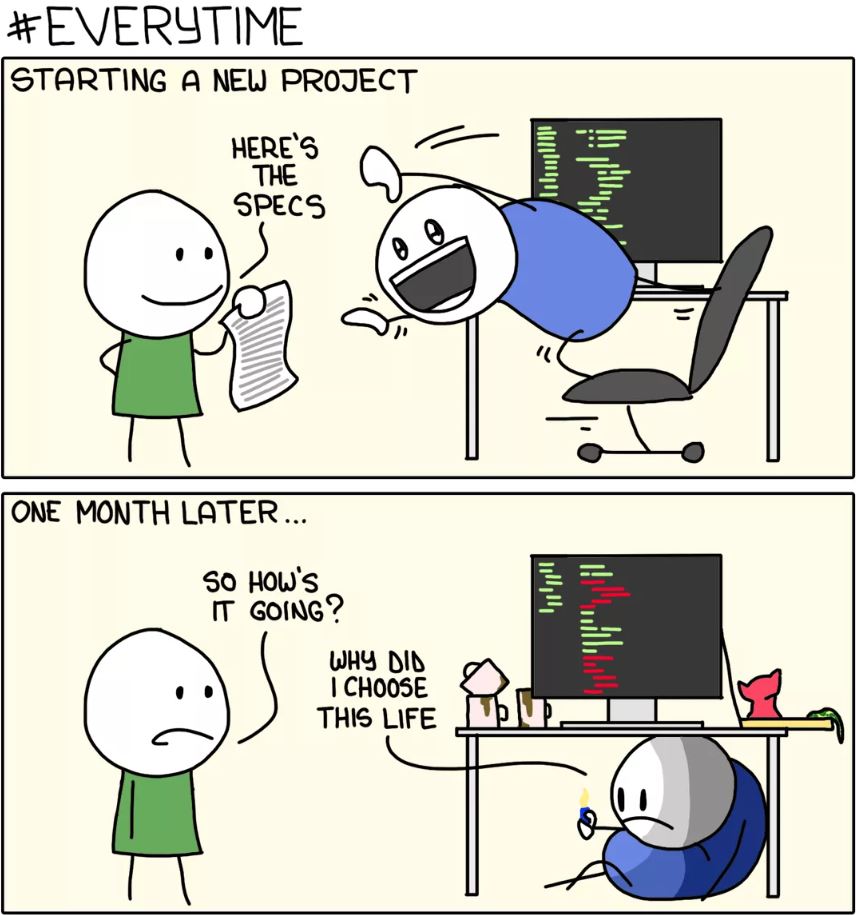 #EVERYTIME
STARTING A NEW PROJECT
HERE'S
THE
SPECS
ONE MONTH LATER...
SO HOW'S
IT GOING?
WHY DID
I CHOOSE
THIS LIFE